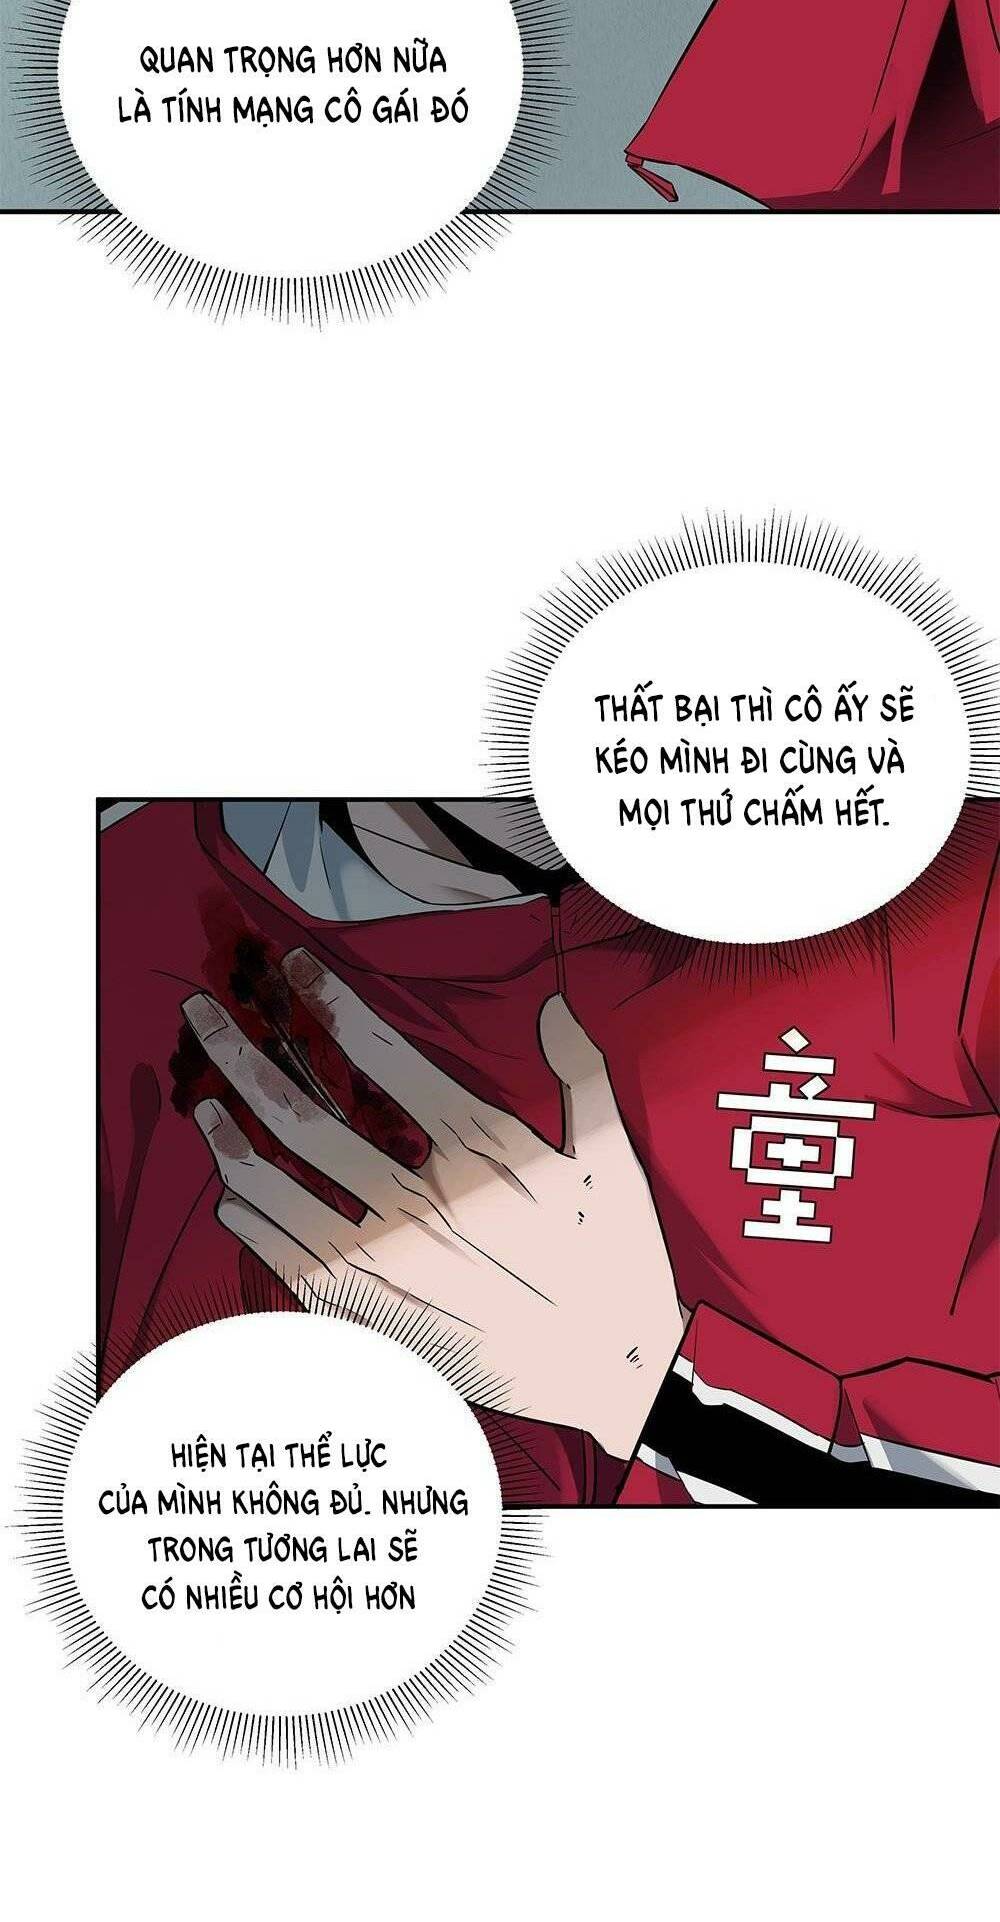 QUAN TRỌNG HƠN NỮA
LÀ TÍNH MẠNG CÔ GÁI ĐÓ
THẤT BẠI THÌ CÔ ẤY SẼ
KÉO MÌNH ĐI CÙNG VÀ
MỌI THỨ CHẤM HẾT.
童
HIỆN TẠI THỂ LỰC
CỦA MÌNH KHÔNG ĐỦ. NHƯNG
TRONG TƯƠNG LAI SẼ
CÓ NHIỀU CƠ HỘI HƠN